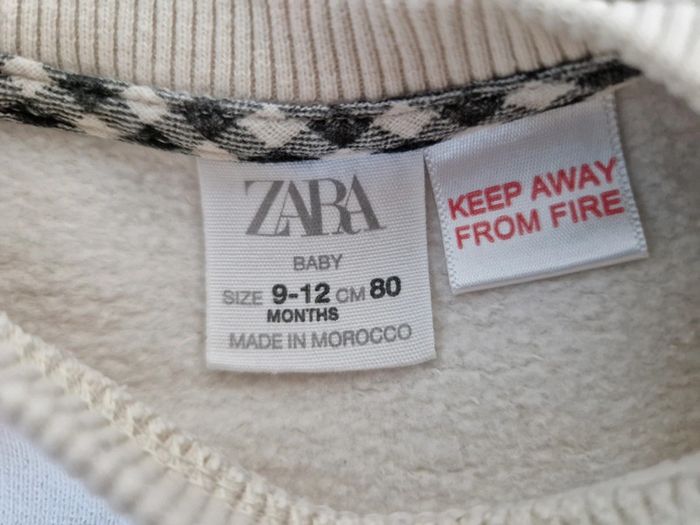 ZARA
BABY
SIZE 9-12 CM 80
MONTHS
MADE IN MOROCCO
KEEP AWAY
FROM FIRE